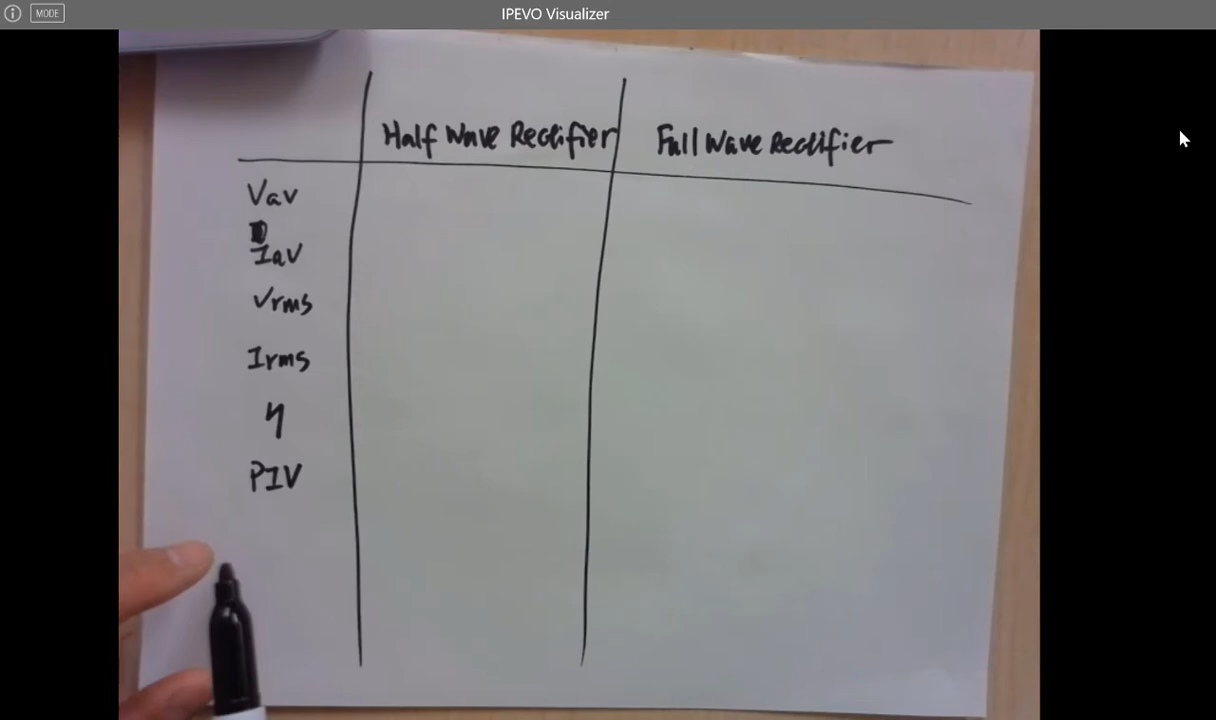 IPEVO Visualizer
MODE
Half Wave Rectifier
Full Wave Rectifier
Vav
Iav
Vrms
Irms
η
PIV